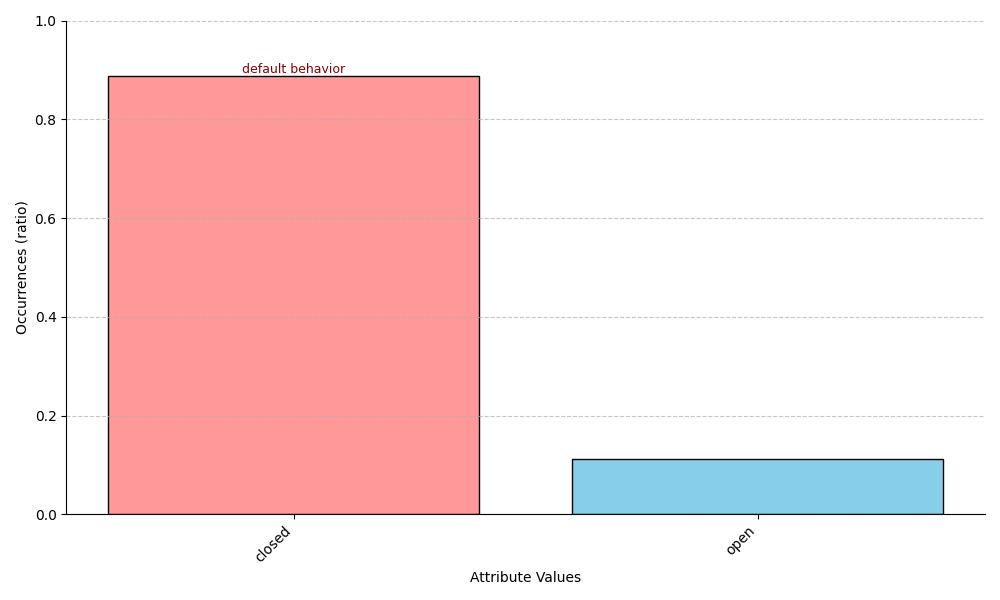 1.0
default behavior
0.8
0.6
0.4
0.2
0.0
Occurrences (ratio)
closed
open
Attribute Values